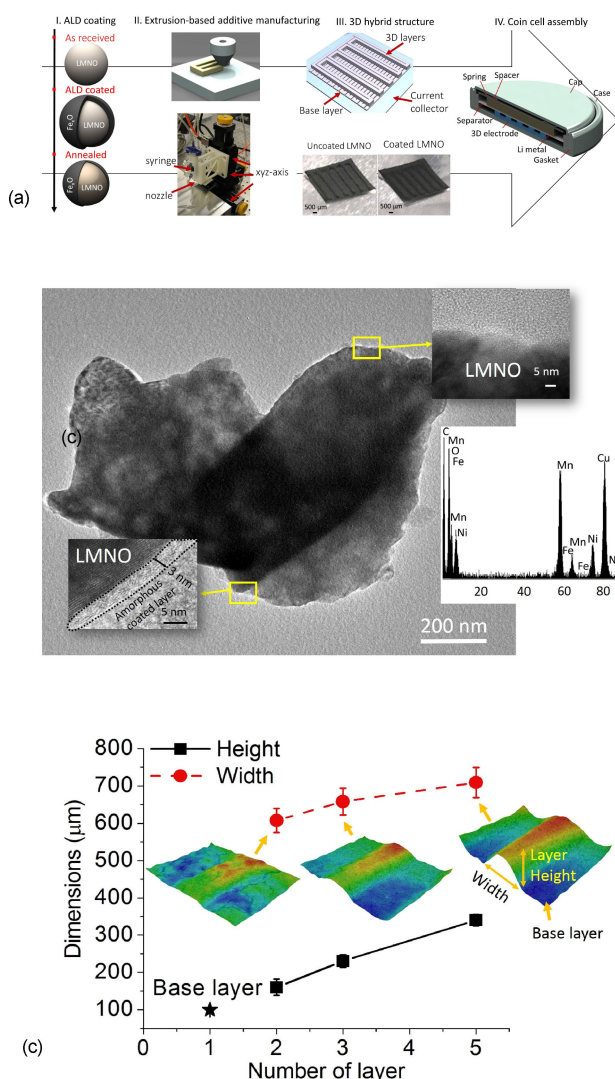 I. ALD coating
II. Extrusion-based additive manufacturing
III. 3D hybrid structure
IV. Coin cell assembly
As received
LMNO
ALD coated
Fe₂O
LMNO
Annealed
Fe₂O
LMNO
syringe
nozzle
xyz-axis
3D layers
Base layer
Current
collector
Uncoated LMNO
Coated LMNO
500 µm
500 µm
Spring
Spacer
Cap
Case
Separator
3D electrode
Li metal
Gasket
(a)
LMNO
5 nm
(c)
C
Mn
O
Fe
Mn
Ni
Mn
Fe
Mn
Fe
Ni
Cu
N
20 40 60 80
LMNO
3 nm
Amorphous
coated layer
5 nm
200 nm
Height
Width
800
700
600
500
400
300
200
100
Dimensions (µm)
Layer
Height
Width
Base layer
Base layer
0 1 2 3 4 5
Number of layer
(c)